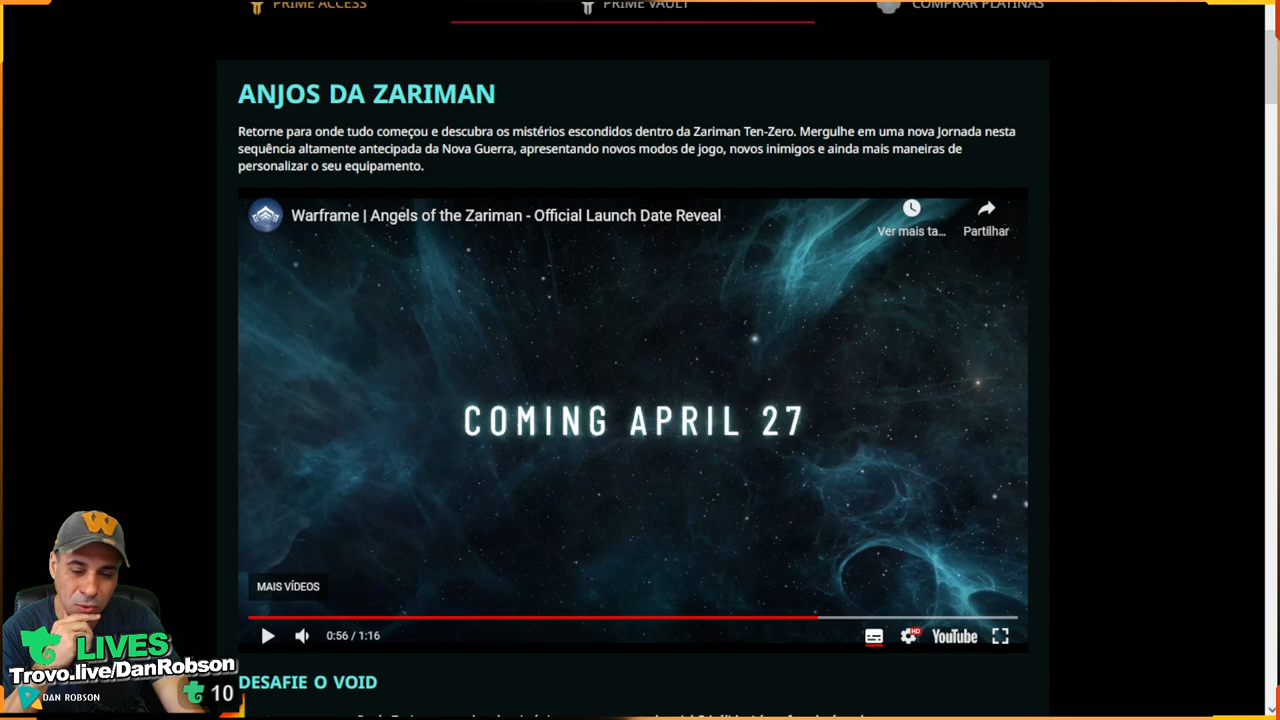 PRIME ACCESS
PRIME VAULT
COMPRAR PLATINAS
ANJOS DA ZARIMAN
Retorne para onde tudo começou e descubra os mistérios escondidos dentro da Zariman Ten-Zero. Mergulhe em uma nova Jornada nesta
sequência altamente antecipada da Nova Guerra, apresentando novos modos de jogo, novos inimigos e ainda mais maneiras de
personalizar o seu equipamento.
Warframe | Angels of the Zariman - Official Launch Date Reveal
Ver mais ta...
Partilhar
COMING APRIL 27
MAIS VÍDEOS
0:56 / 1:16
HD
YouTube
W
LIVES
Trovo.live/DanRobson
DAN ROBSON
10
DESAFIE O VOID